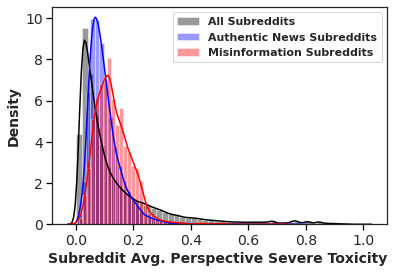 All Subreddits
Authentic News Subreddits
Misinformation Subreddits
Density
10
8
6
4
2
0
0.0 0.2 0.4 0.6 0.8 1.0
Subreddit Avg. Perspective Severe Toxicity